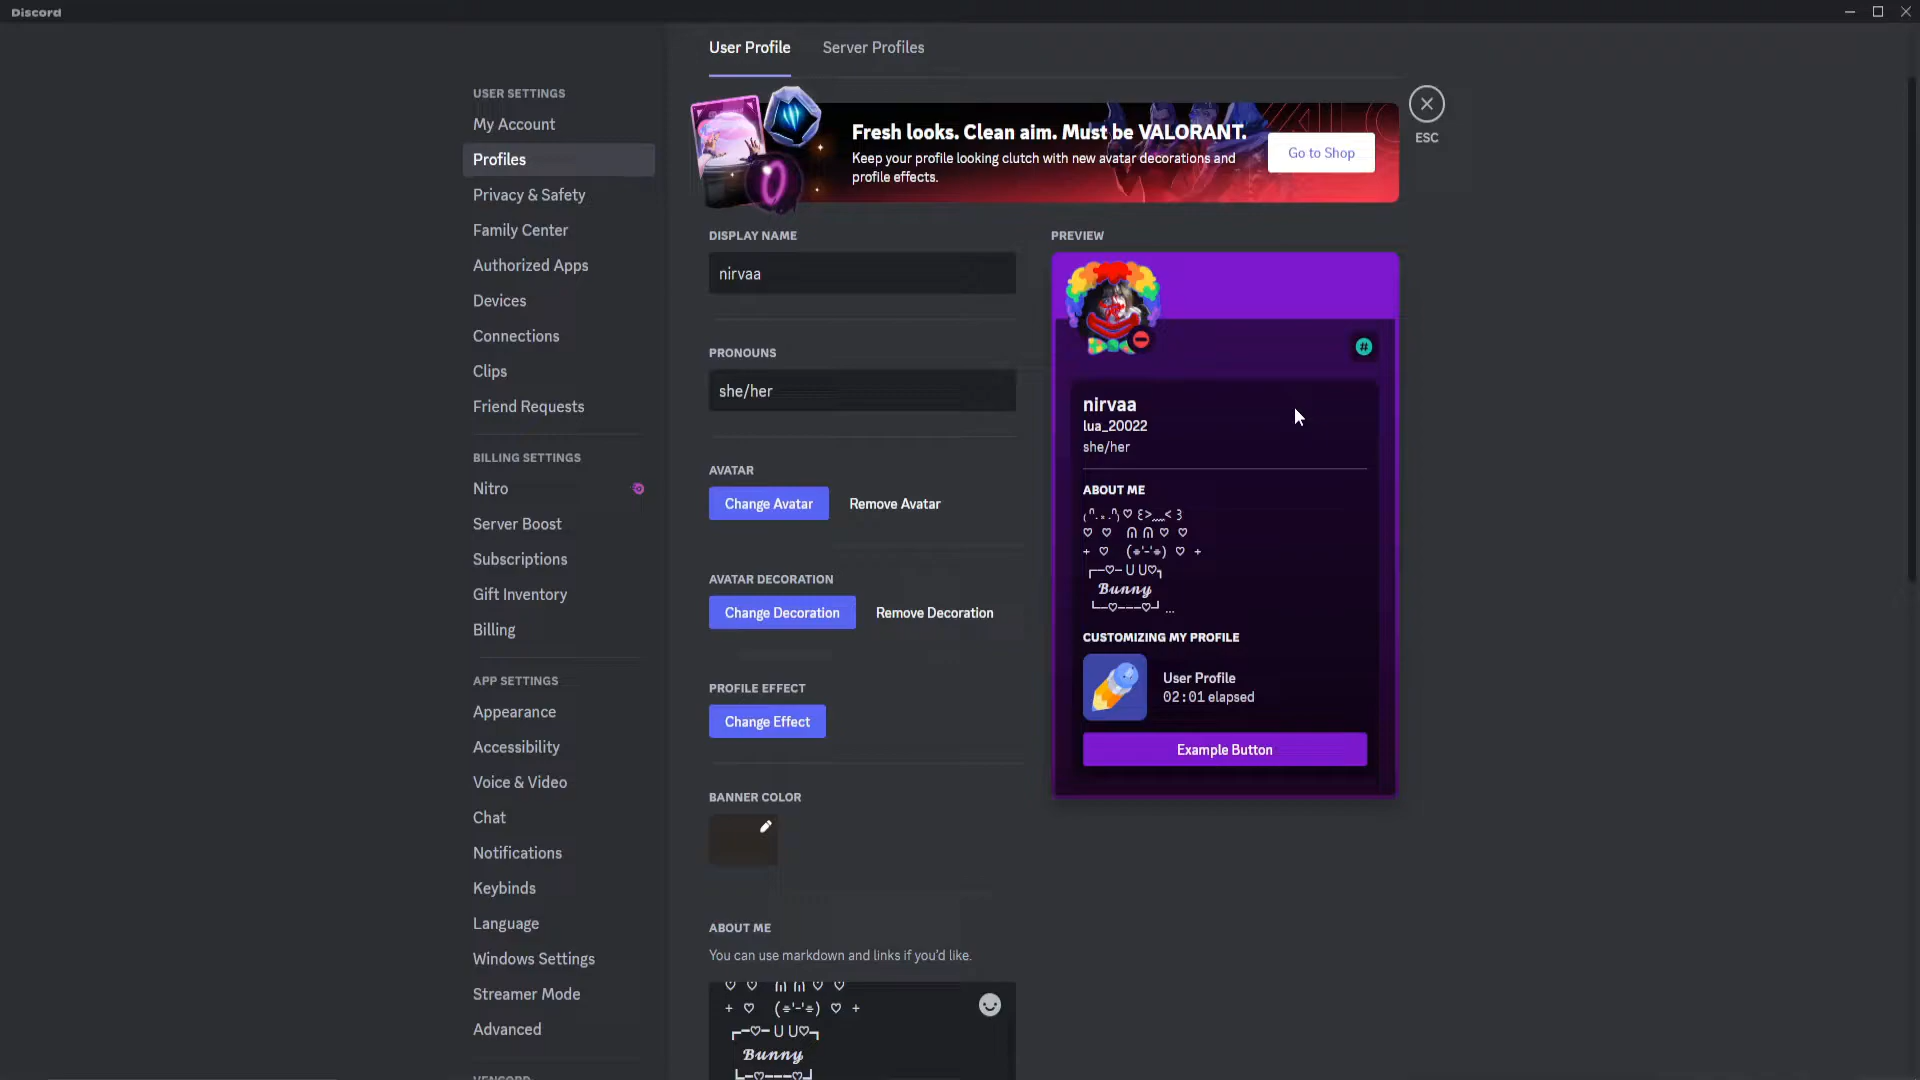 Discord
User Profile
Server Profiles
USER SETTINGS
My Account
Profiles
Privacy & Safety
Family Center
Authorized Apps
Devices
Connections
Clips
Friend Requests
BILLING SETTINGS
Nitro
Server Boost
Subscriptions
Gift Inventory
Billing
APP SETTINGS
Appearance
Accessibility
Voice & Video
Chat
Notifications
Keybinds
Language
Windows Settings
Streamer Mode
Advanced
VENCORD
Fresh looks. Clean aim. Must be VALORANT.
Keep your profile looking clutch with new avatar decorations and
profile effects.
Go to Shop
ESC
DISPLAY NAME
nirvaa
PRONOUNS
she/her
AVATAR
Change Avatar
Remove Avatar
AVATAR DECORATION
Change Decoration
Remove Decoration
PROFILE EFFECT
Change Effect
BANNER COLOR
ABOUT ME
You can use markdown and links if you'd like.
♡ ♡ ᑎ ᑎ ♡ ♡
+ ♡ (⌯'-'⌯) ♡ +
┏━♡━ U U♡┓
𝓑𝓾𝓷𝓷𝔂
┗━♡━━━♡┛
PREVIEW
#
nirvaa
lua_20022
she/her
ABOUT ME
₍ᐢ.ˬ.ᐢ₎♡ ꒰>﹏< ꒱
♡ ♡ ᑎ ᑎ ♡ ♡
+ ♡ (⌯'-'⌯) ♡ +
┏━♡━ U U♡┓
𝓑𝓾𝓷𝓷𝔂
┗━♡━━━♡┛ ...
CUSTOMIZING MY PROFILE
User Profile
02:01 elapsed
Example Button